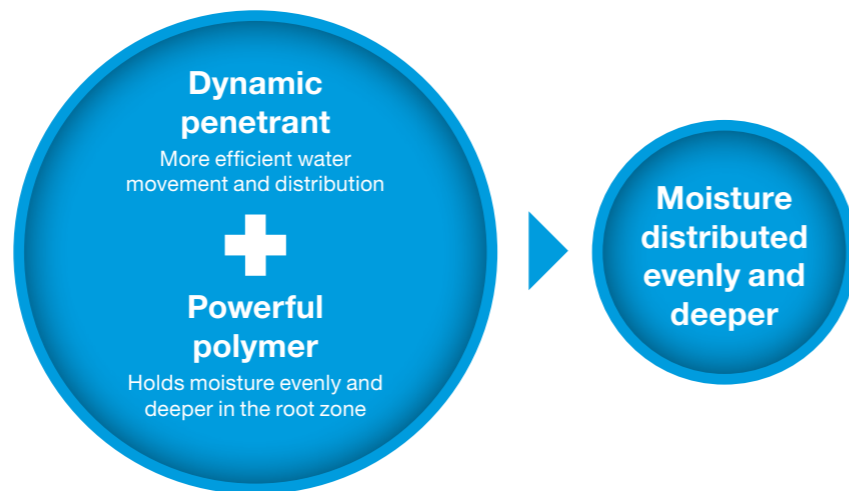 Dynamic
penetrant
More efficient water
movement and distribution
Powerful
polymer
Holds moisture evenly and
deeper in the root zone
Moisture
distributed
evenly and
deeper